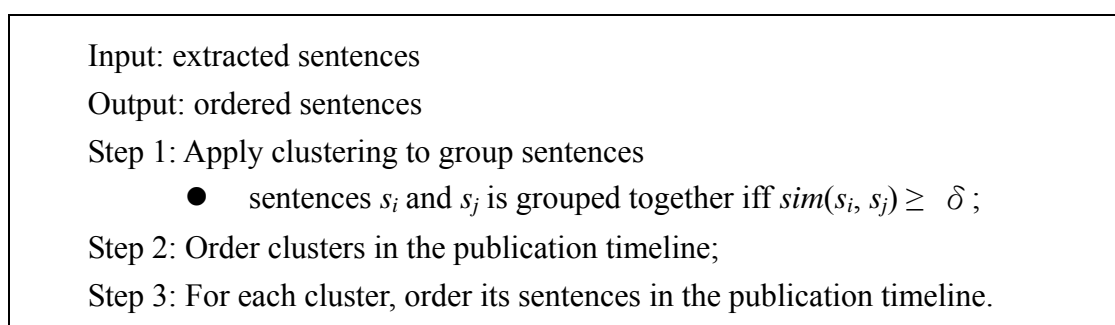 Input: extracted sentences
Output: ordered sentences
Step 1: Apply clustering to group sentences
● sentences si and sj is grouped together iff sim(si, sj) ≥ δ ;
Step 2: Order clusters in the publication timeline;
Step 3: For each cluster, order its sentences in the publication timeline.